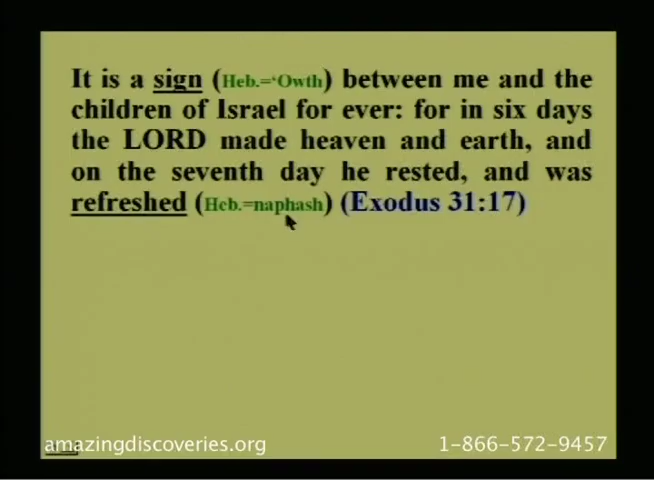 It is a sign (Heb.=‘Owth) between me and the
children of Israel for ever: for in six days
the LORD made heaven and earth, and
on the seventh day he rested, and was
refreshed (Heb.=naphash) (Exodus 31:17)
amazingdiscoveries.org 1-866-572-9457